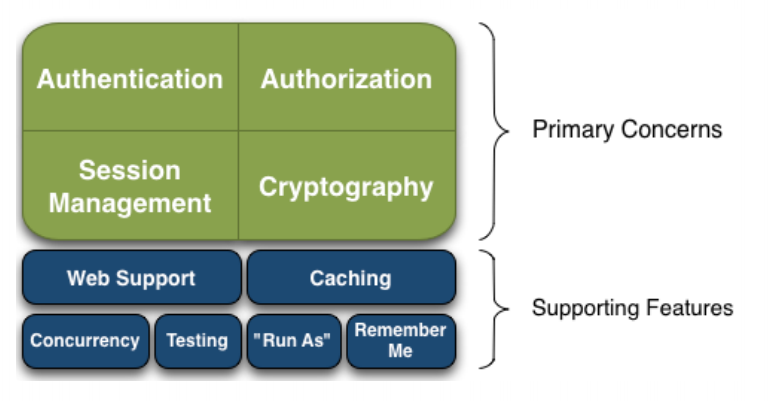 Authentication
Authorization
Session
Management
Cryptography
Primary Concerns
Web Support
Caching
Concurrency
Testing
"Run As"
Remember
Me
Supporting Features